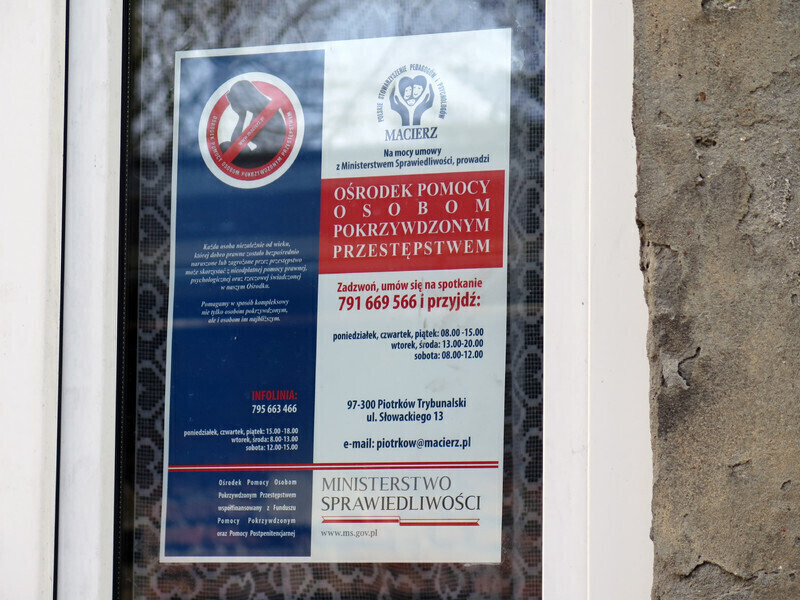 OŚRODEK POMOCY OSOBOM POKRZYWDZONYM PRZESTĘPSTWEM
POLSKIE STOWARZYSZENIE PEDAGOGÓW I PSYCHOLOGÓW
MACIERZ
Na mocy umowy
z Ministerstwem Sprawiedliwości, prowadzi
OŚRODEK POMOCY
OSOBOM
POKRZYWDZONYM
PRZESTĘPSTWEM
Zadzwoń, umów się na spotkanie
791 669 566 i przyjdź:
poniedziałek, czwartek, piątek: 08.00 -15.00
wtorek, środa: 13.00-20.00
sobota: 08.00-12.00
97-300 Piotrków Trybunalski
ul. Słowackiego 13
e-mail: piotrkow@macierz.pl
Każda osoba niezależnie od wieku,
której dobro prawne zostało bezpośrednio
naruszone lub zagrożone przez przestępstwo
może skorzystać z nieodpłatnej pomocy prawnej,
psychologicznej oraz rzeczowej świadczonej
w naszym Ośrodku.
Pomagamy w sposób kompleksowy
nie tylko osobom pokrzywdzonym,
ale i osobom im najbliższym.
INFOLINIA:
795 663 466
poniedziałek, czwartek, piątek: 15.00 -18.00
wtorek, środa: 8.00-13.00
sobota: 12.00-15.00
Ośrodek Pomocy Osobom
Pokrzywdzonym Przestępstwem
współfinansowany z Funduszu
Pomocy Pokrzywdzonym
oraz Pomocy Postpenitencjarnej
MINISTERSTWO
SPRAWIEDLIWOŚCI
www.ms.gov.pl